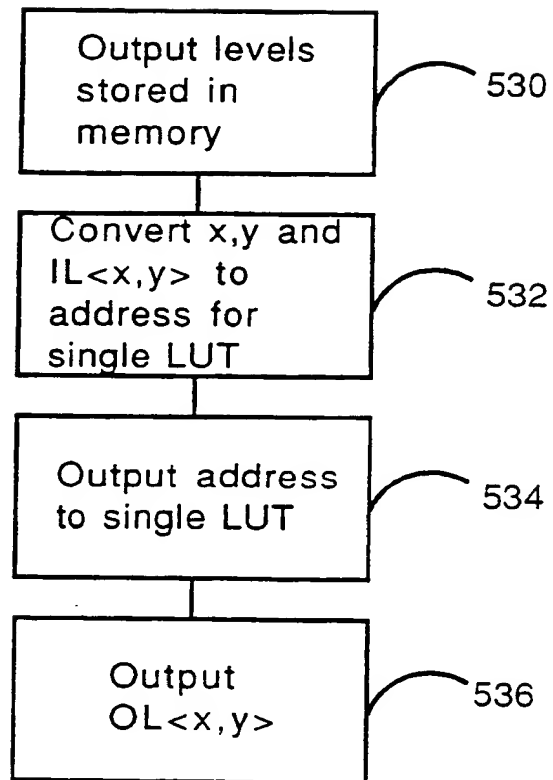 Output levels
stored in
memory
530
Convert x,y and
IL<x,y> to
address for
single LUT
532
Output address
to single LUT
534
Output
OL<x,y>
536